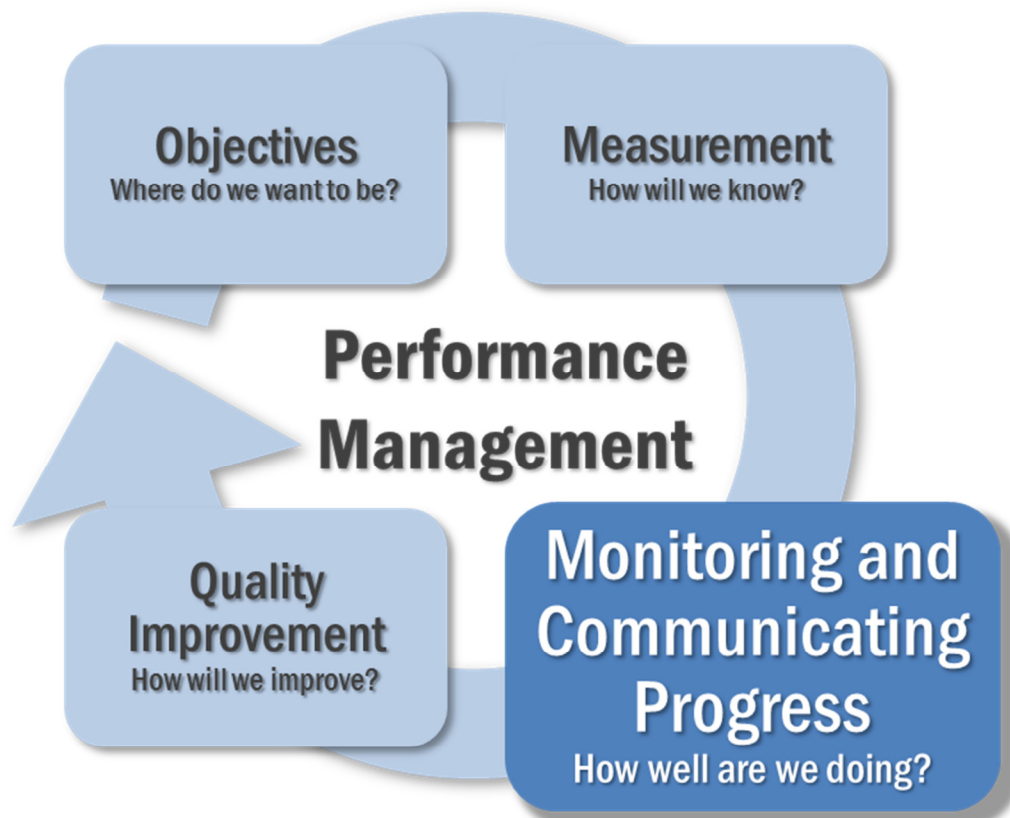 Objectives
Where do we want to be?
Measurement
How will we know?
Performance
Management
Quality
Improvement
How will we improve?
Monitoring and
Communicating
Progress
How well are we doing?